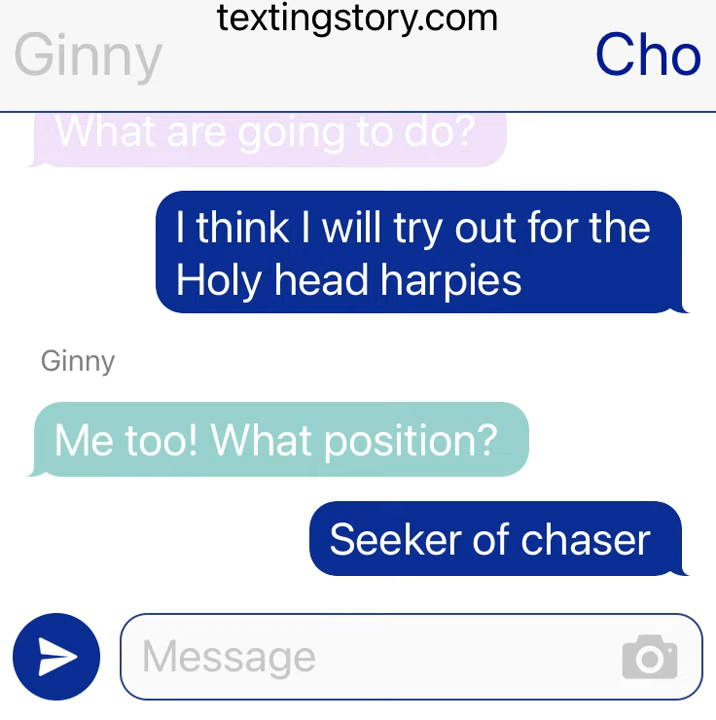 textingstory.com
Ginny
Cho
What are going to do?
I think I will try out for the
Holy head harpies
Ginny
Me too! What position?
Seeker of chaser
Message